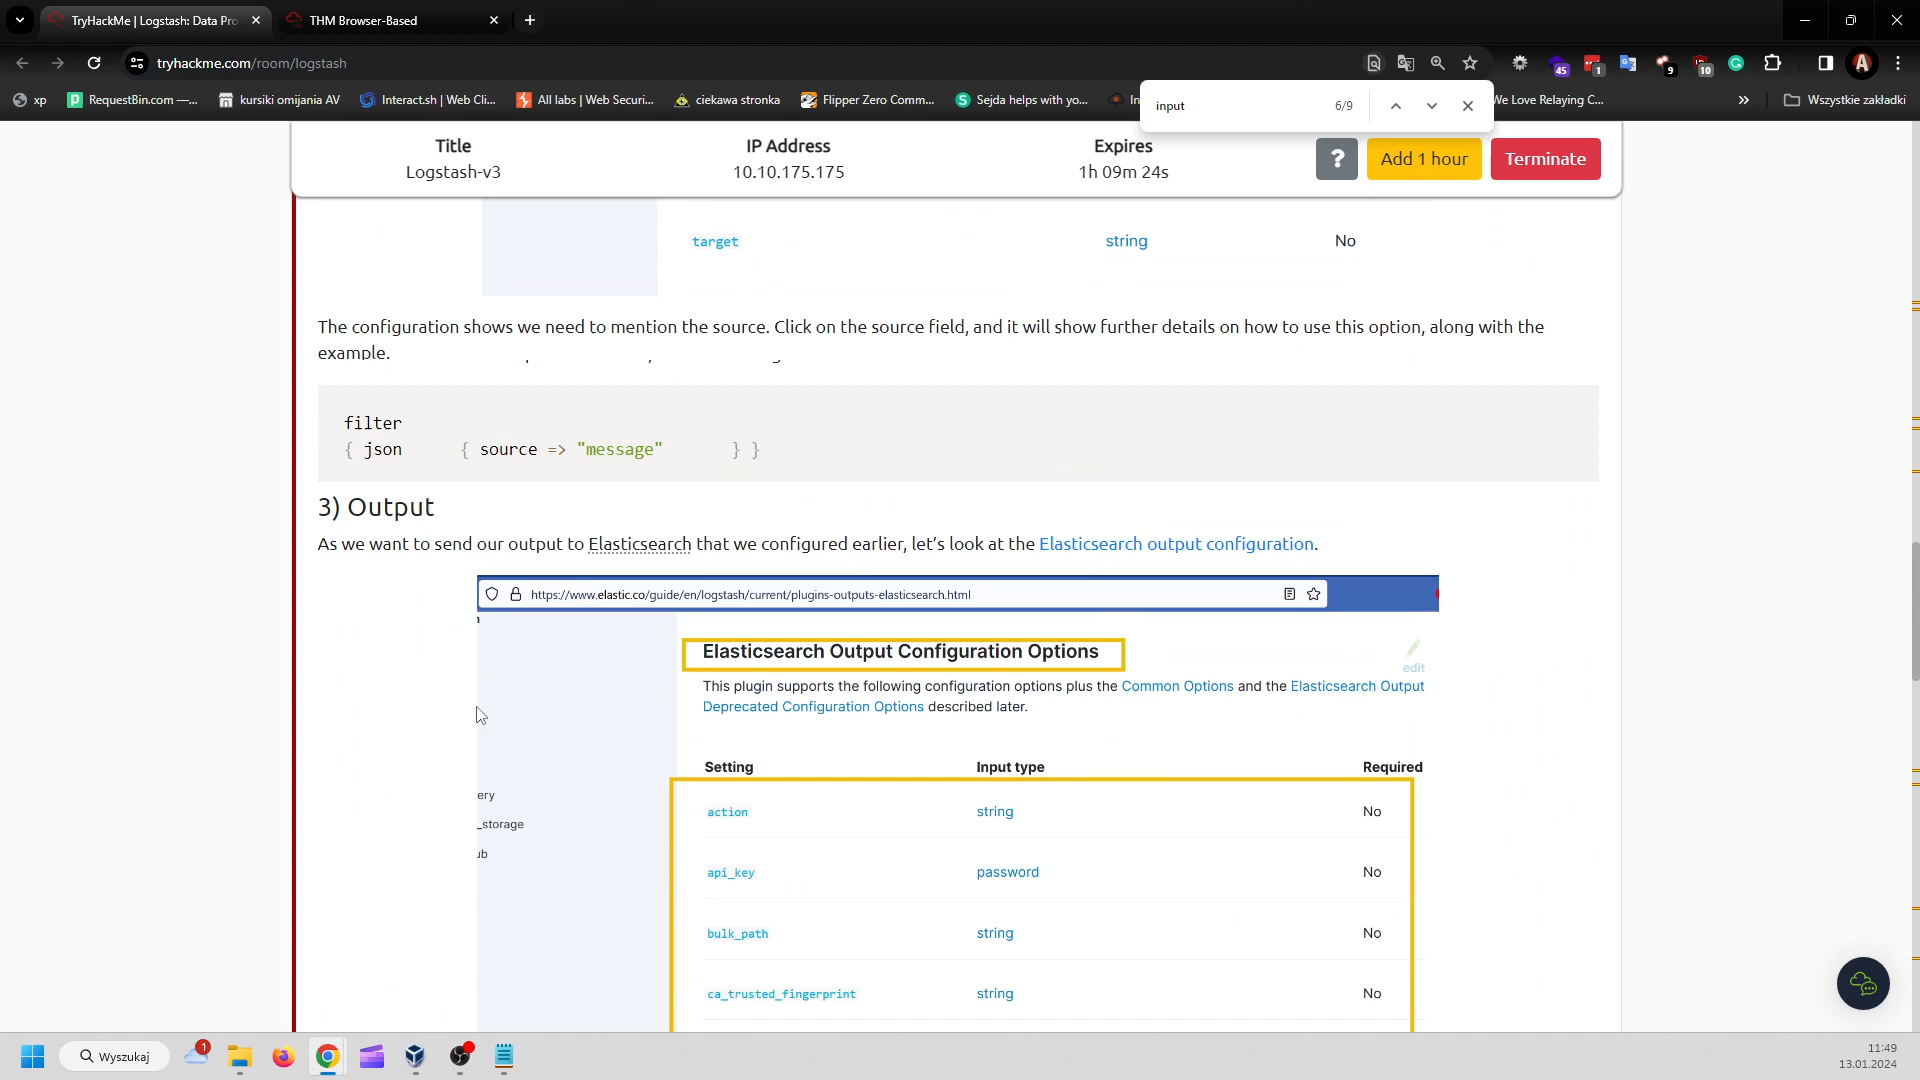 TryHackMe | Logstash: Data Pro
THM Browser-Based
tryhackme.com/room/logstash
45
1
9
10
A
xp
RequestBin.com —...
kursiki omijania AV
Interact.sh | Web Cli...
All labs | Web Securi...
ciekawa stronka
Flipper Zero Comm...
Sejda helps with yo...
In
We Love Relaying C...
»
Wszystkie zakładki
input
6/9
Title
Logstash-v3
IP Address
10.10.175.175
Expires
1h 09m 24s
?
Add 1 hour
Terminate
target string No
The configuration shows we need to mention the source. Click on the source field, and it will show further details on how to use this option, along with the
example.
filter
{ json { source => "message" } }
3) Output
As we want to send our output to Elasticsearch that we configured earlier, let's look at the Elasticsearch output configuration.
https://www.elastic.co/guide/en/logstash/current/plugins-outputs-elasticsearch.html
Elasticsearch Output Configuration Options
edit
This plugin supports the following configuration options plus the Common Options and the Elasticsearch Output
Deprecated Configuration Options described later.
Setting Input type Required
action string No
ery
_storage
ub
api_key password No
bulk_path string No
ca_trusted_fingerprint string No
1
Wyszukaj
11:49
13.01.2024